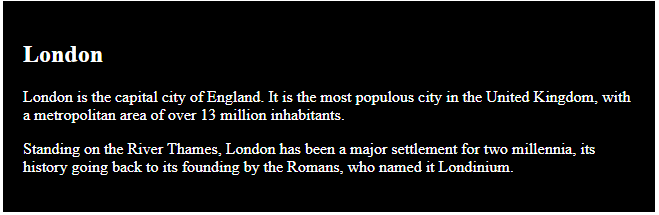 London
London is the capital city of England. It is the most populous city in the United Kingdom, with
a metropolitan area of over 13 million inhabitants.
Standing on the River Thames, London has been a major settlement for two millennia, its
history going back to its founding by the Romans, who named it Londinium.